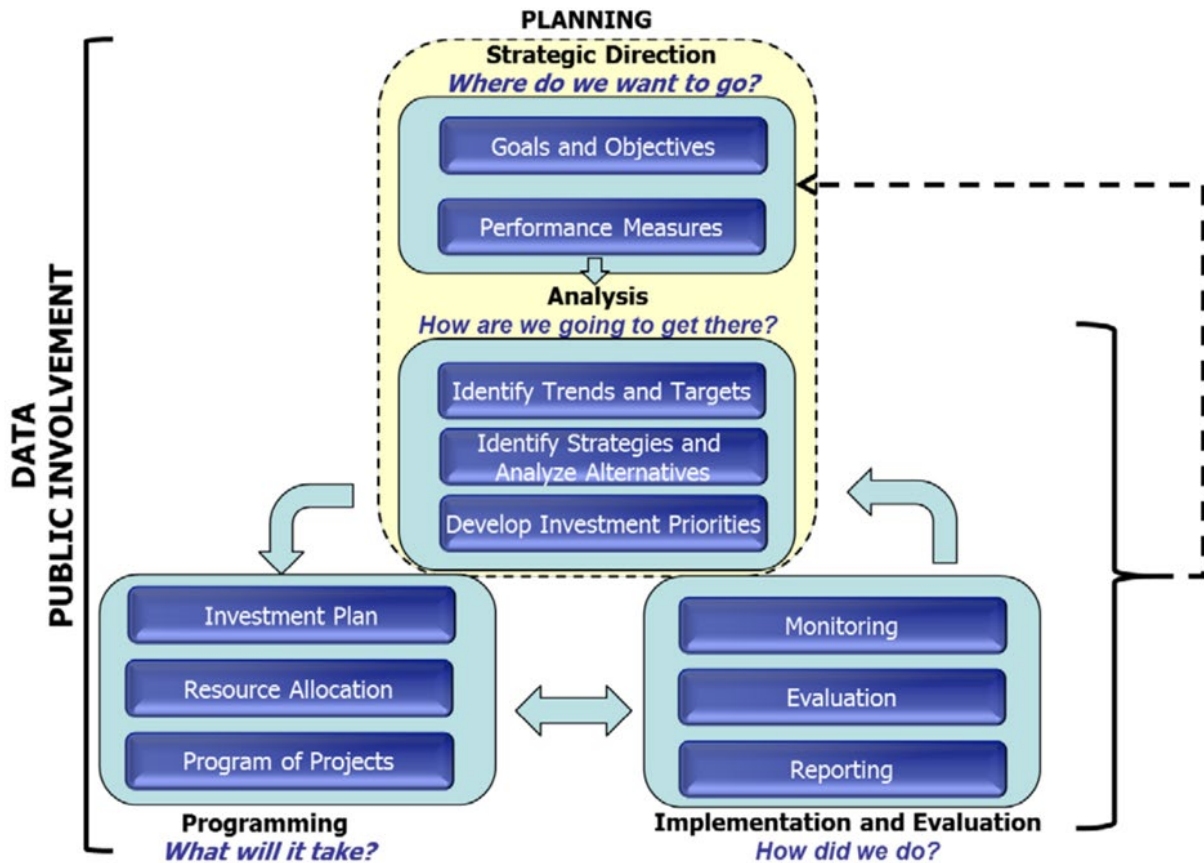 PLANNING
Strategic Direction
Where do we want to go?
Goals and Objectives
Performance Measures
Analysis
How are we going to get there?
Identify Trends and Targets
Identify Strategies and
Analyze Alternatives
Develop Investment Priorities
DATA
PUBLIC INVOLVEMENT
Investment Plan
Resource Allocation
Program of Projects
Programming
What will it take?
Monitoring
Evaluation
Reporting
Implementation and Evaluation
How did we do?